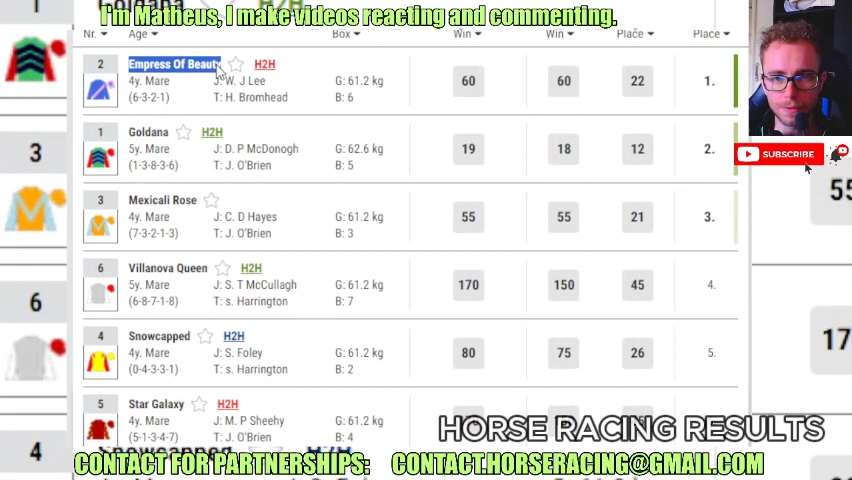 I'm Matheus, I make videos reacting and commenting.
Nr. Age Box Win Win Place Place
2 Empress Of Beauty H2H
4y. Mare J: W. J Lee G: 61.2 kg 60 60 22 1.
(6-3-2-1) T: H. Bromhead B: 6
SUBSCRIBE
1 Goldana H2H
5y. Mare J: D. P McDonogh G: 62.6 kg 19 18 12 2.
(1-3-8-3-6) T: J. O'Brien B: 5
3 Mexicali Rose
4y. Mare J: C. D Hayes G: 61.2 kg 55 55 21 3.
(7-3-2-1-3) T: J. O'Brien B: 3
6 Villanova Queen H2H
5y. Mare J: S. T McCullagh G: 61.2 kg 170 150 45 4.
(6-8-7-1-8) T: s. Harrington B: 7
4 Snowcapped H2H
4y. Mare J: S. Foley G: 61.2 kg 80 75 26 5.
(0-4-3-3-1) T: s. Harrington B: 2
5 Star Galaxy H2H
4y. Mare J: M. P Sheehy G: 61.2 kg
(5-1-3-4-7) T: J. O'Brien B: 4
HORSE RACING RESULTS
CONTACT FOR PARTNERSHIPS: CONTACT.HORSERACING@GMAIL.COM
3
6
4
55
17